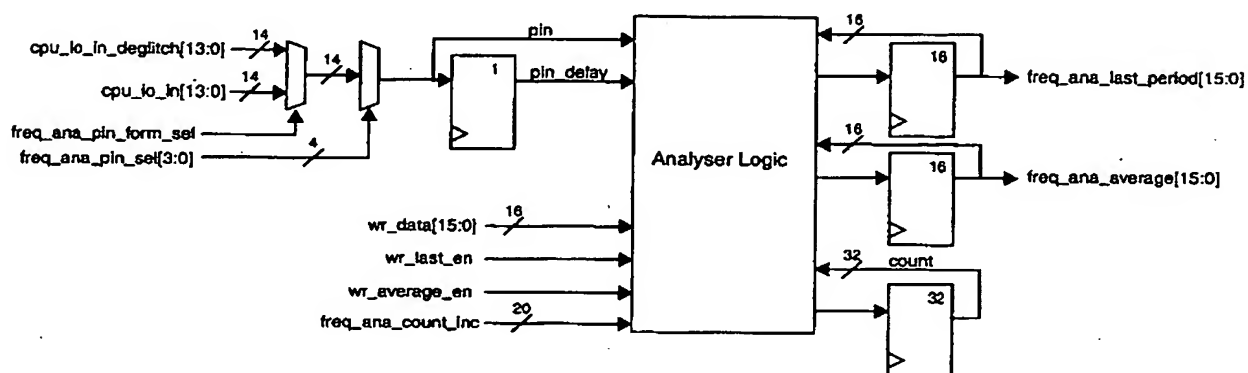 cpu_io_in_deglitch[13:0]
14
14
cpu_io_in[13:0]
14
freq_ana_pin_form_sel
freq_ana_pin_sel[3:0]
4
pin
1
pin_delay
Analyser Logic
wr_data[15:0]
16
wr_last_en
wr_average_en
freq_ana_count_inc
20
16
16
freq_ana_last_period[15:0]
16
16
freq_ana_average[15:0]
32
count
32